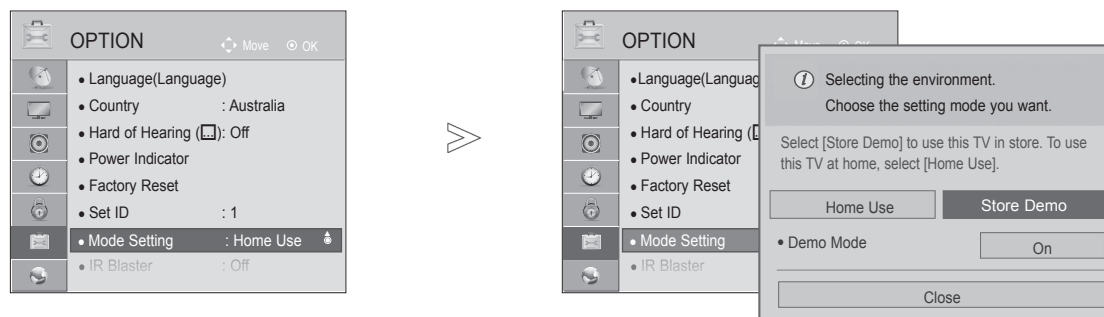 OPTION
Move OK
• Language(Language)
• Country : Australia
• Hard of Hearing ( ): Off
• Power Indicator
• Factory Reset
• Set ID : 1
• Mode Setting : Home Use
• IR Blaster : Off
OPTION
•Language(Languag
• Country
• Hard of Hearing (
• Power Indicator
• Factory Reset
• Set ID
• Mode Setting
• IR Blaster
Selecting the environment.
Choose the setting mode you want.
Select [Store Demo] to use this TV in store. To use
this TV at home, select [Home Use].
Home Use Store Demo
• Demo Mode On
Close